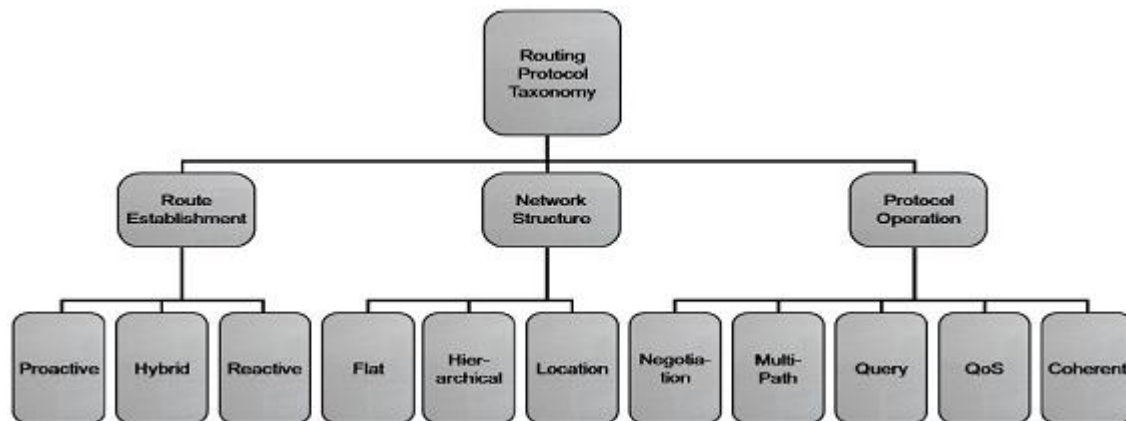 Routing
Protocol
Taxonomy
Route
Establishment
Network
Structure
Protocol
Operation
Proactive
Hybrid
Reactive
Flat
Hier-
archical
Location
Negotia-
tion
Multi-
Path
Query
QoS
Coherent